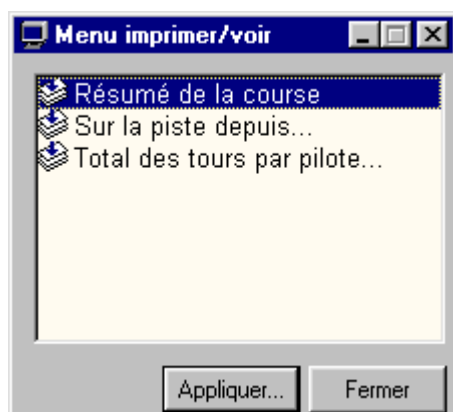 Menu imprimer/voir
Résumé de la course
Sur la piste depuis...
Total des tours par pilote...
Appliquer... Fermer